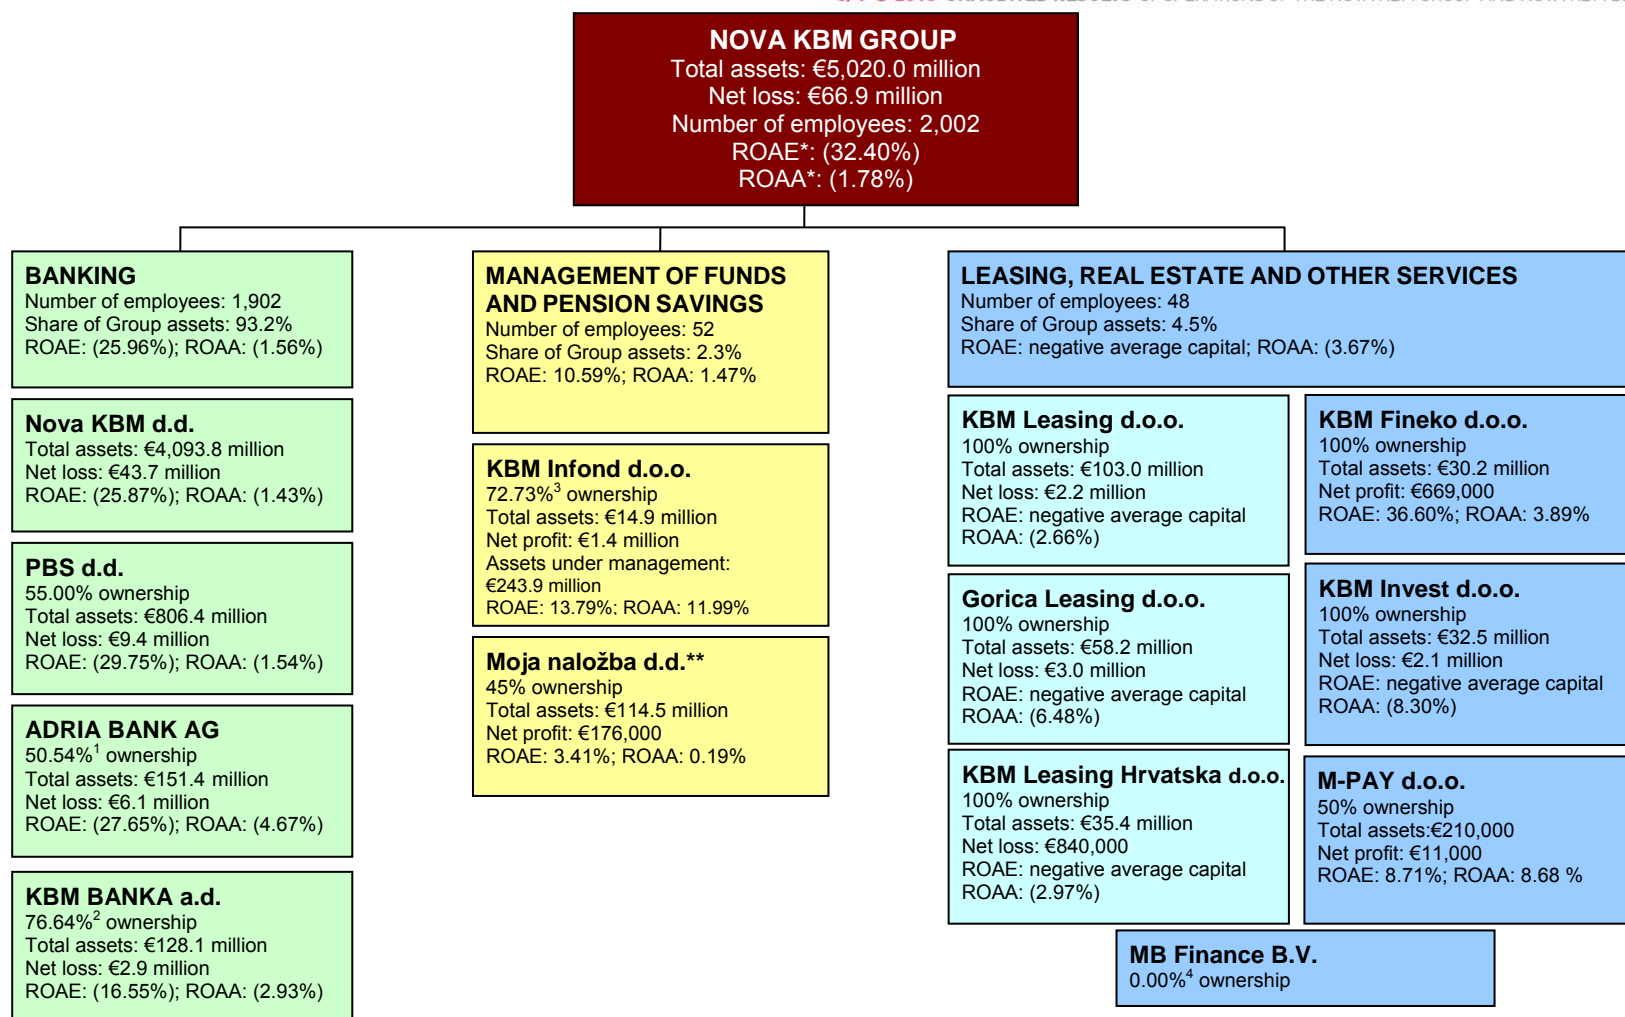 NOVA KBM GROUP
Total assets: €5,020.0 million
Net loss: €66.9 million
Number of employees: 2,002
ROAE*: (32.40%)
ROAA*: (1.78%)
BANKING
Number of employees: 1,902
Share of Group assets: 93.2%
ROAE: (25.96%); ROAA: (1.56%)
Nova KBM d.d.
Total assets: €4,093.8 million
Net loss: €43.7 million
ROAE: (25.87%); ROAA: (1.43%)
PBS d.d.
55.00% ownership
Total assets: €806.4 million
Net loss: €9.4 million
ROAE: (29.75%); ROAA: (1.54%)
ADRIA BANK AG
50.54%1 ownership
Total assets: €151.4 million
Net loss: €6.1 million
ROAE: (27.65%); ROAA: (4.67%)
KBM BANKA a.d.
76.64%2 ownership
Total assets: €128.1 million
Net loss: €2.9 million
ROAE: (16.55%); ROAA: (2.93%)
MANAGEMENT OF FUNDS
AND PENSION SAVINGS
Number of employees: 52
Share of Group assets: 2.3%
ROAE: 10.59%; ROAA: 1.47%
KBM Infond d.o.o.
72.73%3 ownership
Total assets: €14.9 million
Net profit: €1.4 million
Assets under management:
€243.9 million
ROAE: 13.79%; ROAA: 11.99%
Moja naložba d.d.**
45% ownership
Total assets: €114.5 million
Net profit: €176,000
ROAE: 3.41%; ROAA: 0.19%
LEASING, REAL ESTATE AND OTHER SERVICES
Number of employees: 48
Share of Group assets: 4.5%
ROAE: negative average capital; ROAA: (3.67%)
KBM Leasing d.o.o.
100% ownership
Total assets: €103.0 million
Net loss: €2.2 million
ROAE: negative average capital
ROAA: (2.66%)
Gorica Leasing d.o.o.
100% ownership
Total assets: €58.2 million
Net loss: €3.0 million
ROAE: negative average capital
ROAA: (6.48%)
KBM Leasing Hrvatska d.o.o.
100% ownership
Total assets: €35.4 million
Net loss: €840,000
ROAE: negative average capital
ROAA: (2.97%)
KBM Fineko d.o.o.
100% ownership
Total assets: €30.2 million
Net profit: €669,000
ROAE: 36.60%; ROAA: 3.89%
KBM Invest d.o.o.
100% ownership
Total assets: €32.5 million
Net loss: €2.1 million
ROAE: negative average capital
ROAA: (8.30%)
M-PAY d.o.o.
50% ownership
Total assets:€210,000
Net profit: €11,000
ROAE: 8.71%; ROAA: 8.68 %
MB Finance B.V.
0.00%4 ownership